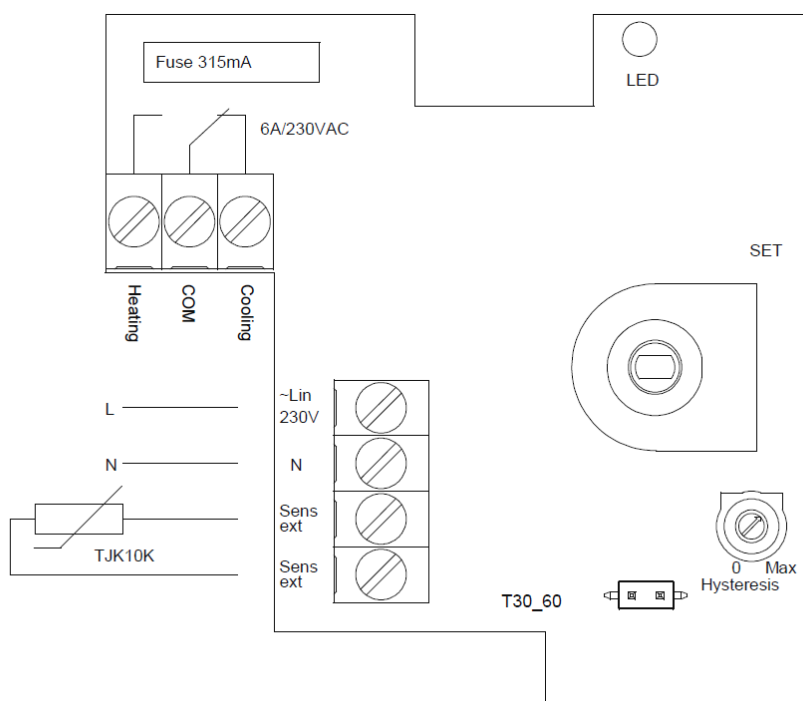 Fuse 315mA
LED
6A/230VAC
SET
Heating
COM
Cooling
~Lin
230V
L
N
N
Sens
ext
TJK10K
Sens
ext
0 Max
Hysteresis
T30_60